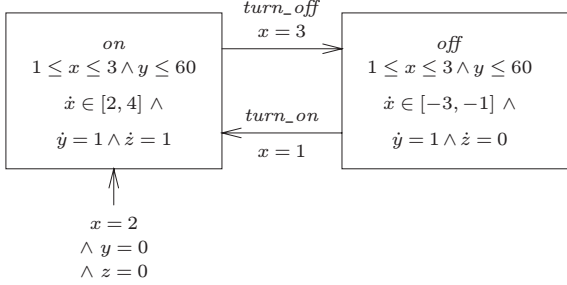 turn_off
x = 3
on
1 ≤ x ≤ 3 ∧ y ≤ 60
ẋ ∈ [2, 4] ∧
ẏ = 1 ∧ ż = 1
off
1 ≤ x ≤ 3 ∧ y ≤ 60
ẋ ∈ [−3, −1] ∧
ẏ = 1 ∧ ż = 0
turn_on
x = 1
x = 2
∧ y = 0
∧ z = 0